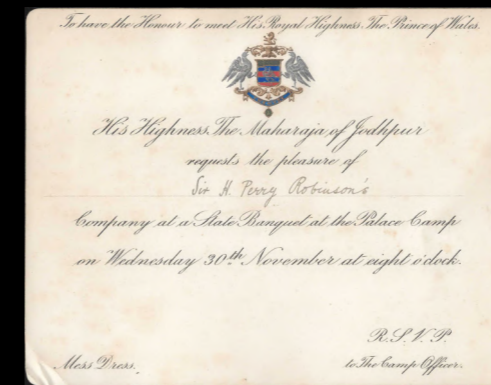 To have the Honour to meet His Royal Highness The Prince of Wales.
His Highness The Maharaja of Jodhpur
requests the pleasure of
Sir H. Perry Robinson's
Company at a State Banquet at the Palace Camp
on Wednesday 30th November at eight o'clock.
R.S.V.P.
Mess Dress.
to The Camp Officer.